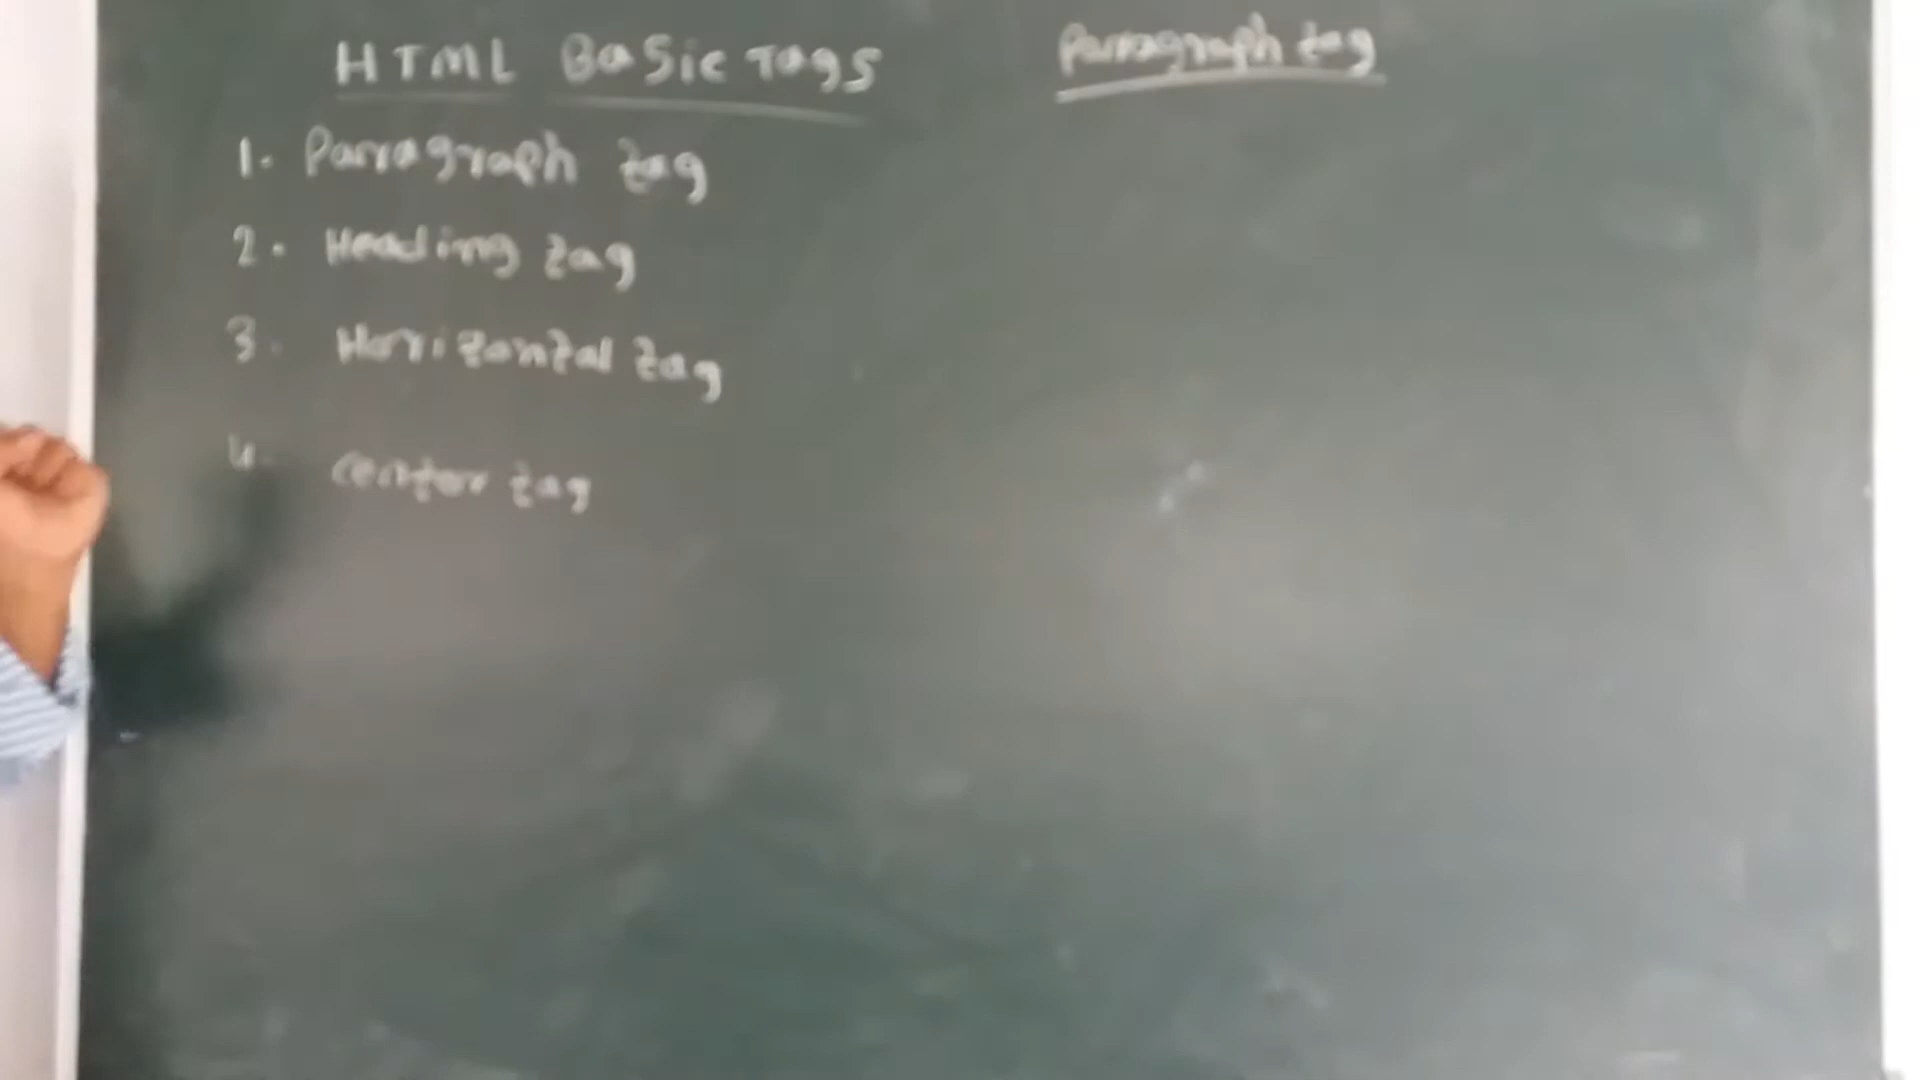 HTML Basic Tags
1. Paragraph tag
2. Heading tag
3. Horizontal tag
4. center tag
Paragraph tag